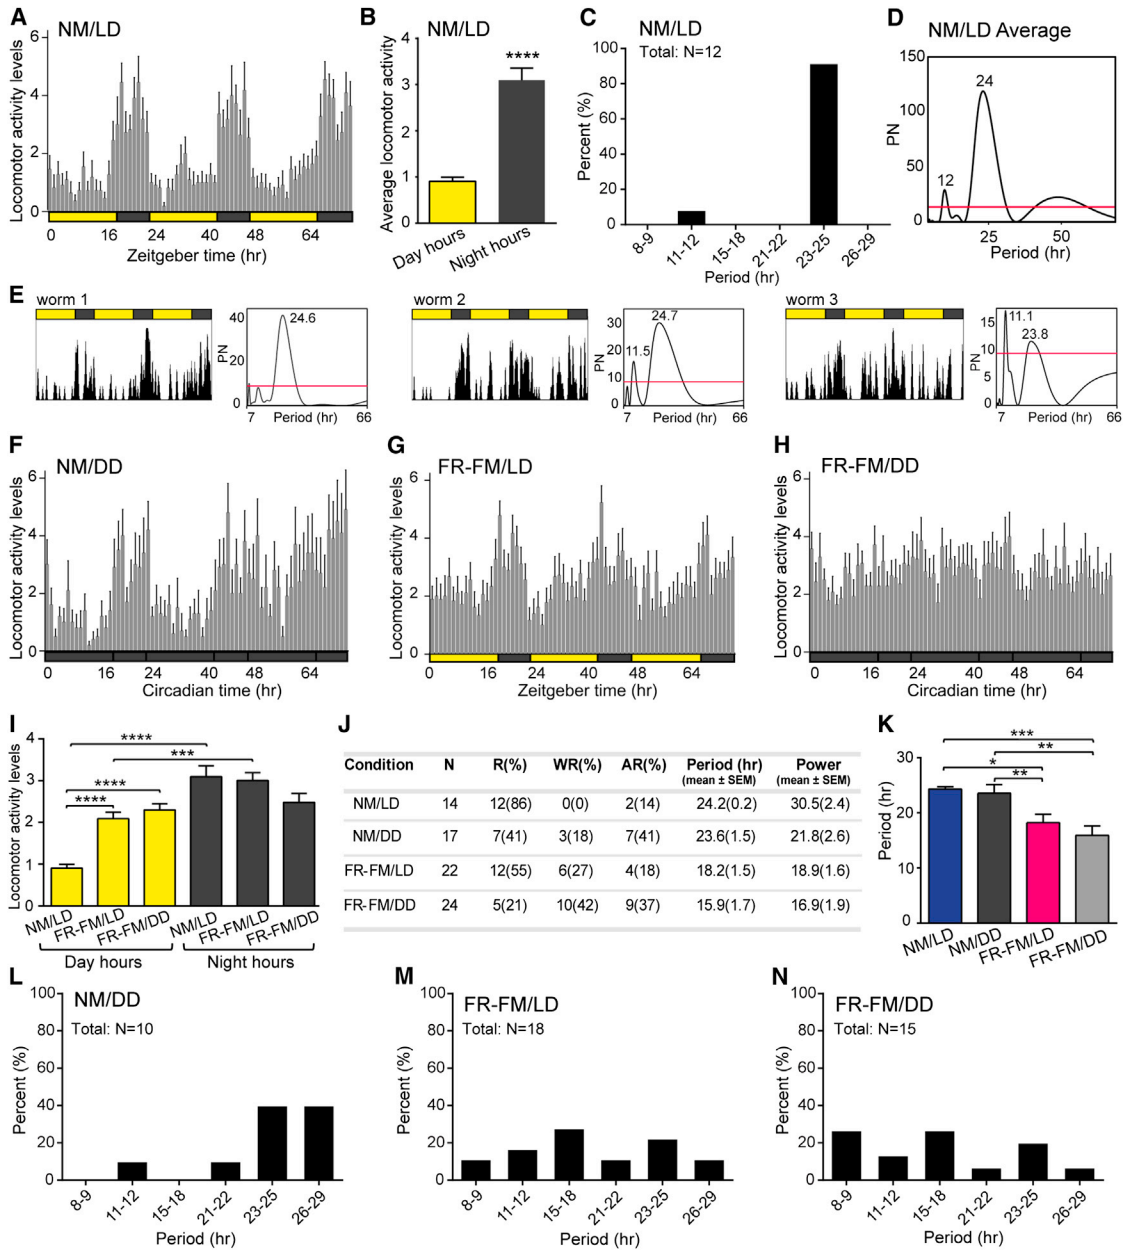 A
NM/LD
Locomotor activity levels
6
4
2
0
0 16 24 40 48 64
Zeitgeber time (hr)
B
NM/LD
Average locomotor activity
4
3
2
1
0
****
Day hours
Night hours
C
NM/LD
Total: N=12
Percent (%)
100
80
60
40
20
0
8-9
11-12
15-18
21-22
23-25
26-29
Period (hr)
D
NM/LD Average
PN
150
100
50
0
24
12
25 50
Period (hr)
E
worm 1
PN
40
20
0
24.6
7 Period (hr) 66
worm 2
PN
30
20
10
0
24.7
11.5
7 Period (hr) 66
worm 3
PN
15
10
5
0
11.1
23.8
7 Period (hr) 66
F
NM/DD
Locomotor activity levels
6
4
2
0
0 16 24 40 48 64
Circadian time (hr)
G
FR-FM/LD
Locomotor activity levels
6
4
2
0
0 16 24 40 48 64
Zeitgeber time (hr)
H
FR-FM/DD
Locomotor activity levels
6
4
2
0
0 16 24 40 48 64
Circadian time (hr)
I
Locomotor activity levels
4
3
2
1
0
****
***
****
****
NM/LD
FR-FM/LD
FR-FM/DD
NM/LD
FR-FM/LD
FR-FM/DD
Day hours
Night hours
J
Condition N R(%) WR(%) AR(%) Period (hr) Power
(mean ± SEM) (mean ± SEM)
NM/LD 14 12(86) 0(0) 2(14) 24.2(0.2) 30.5(2.4)
NM/DD 17 7(41) 3(18) 7(41) 23.6(1.5) 21.8(2.6)
FR-FM/LD 22 12(55) 6(27) 4(18) 18.2(1.5) 18.9(1.6)
FR-FM/DD 24 5(21) 10(42) 9(37) 15.9(1.7) 16.9(1.9)
K
Period (hr)
30
20
10
0
***
**
*
**
NM/LD
NM/DD
FR-FM/LD
FR-FM/DD
L
NM/DD
Total: N=10
Percent (%)
100
80
60
40
20
0
8-9
11-12
15-18
21-22
23-25
26-29
Period (hr)
M
FR-FM/LD
Total: N=18
Percent (%)
100
80
60
40
20
0
8-9
11-12
15-18
21-22
23-25
26-29
Period (hr)
N
FR-FM/DD
Total: N=15
Percent (%)
100
80
60
40
20
0
8-9
11-12
15-18
21-22
23-25
26-29
Period (hr)